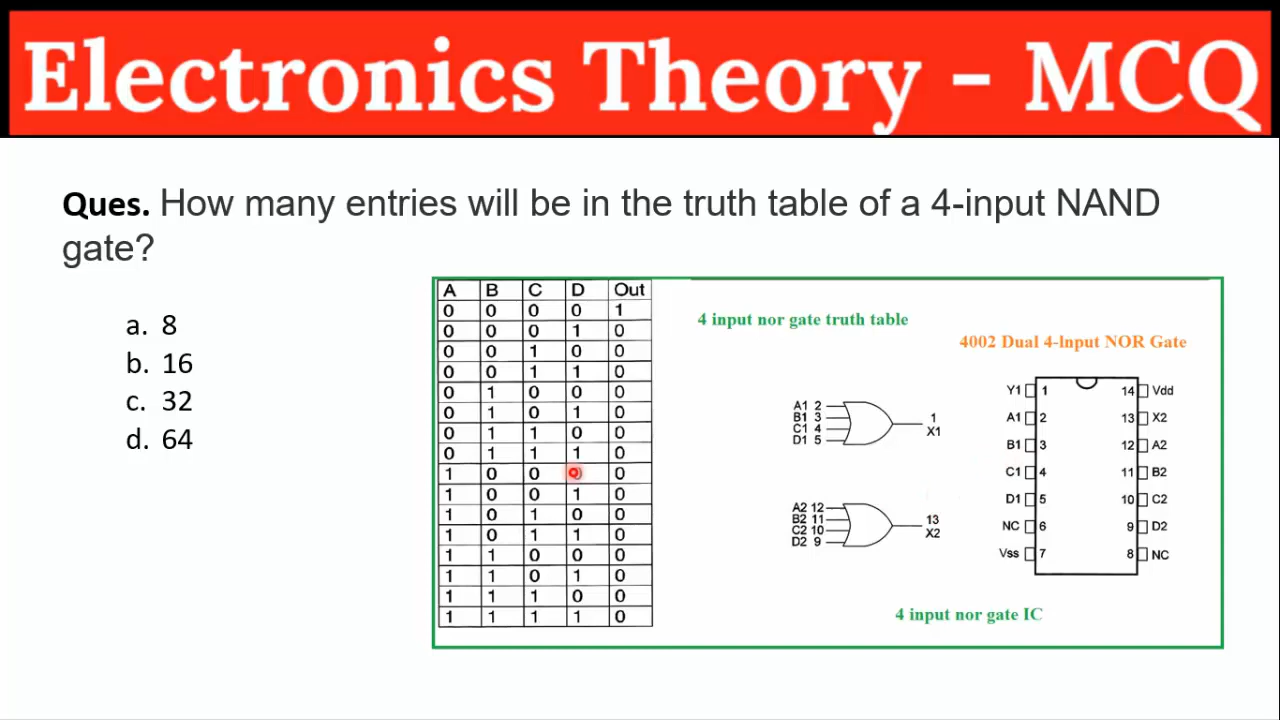 Electronics Theory - MCQ
Ques. How many entries will be in the truth table of a 4-input NAND
gate?
a. 8
b. 16
c. 32
d. 64
A B C D Out
0 0 0 0 1
0 0 0 1 0
0 0 1 0 0
0 0 1 1 0
0 1 0 0 0
0 1 0 1 0
0 1 1 0 0
0 1 1 1 0
1 0 0 0 0
1 0 0 1 0
1 0 1 0 0
1 0 1 1 0
1 1 0 0 0
1 1 0 1 0
1 1 1 0 0
1 1 1 1 0
4 input nor gate truth table
4002 Dual 4-Input NOR Gate
A1 2
B1 3
C1 4
D1 5
1
X1
A2 12
B2 11
C2 10
D2 9
13
X2
Y1 1 14 Vdd
A1 2 13 X2
B1 3 12 A2
C1 4 11 B2
D1 5 10 C2
NC 6 9 D2
Vss 7 8 NC
4 input nor gate IC